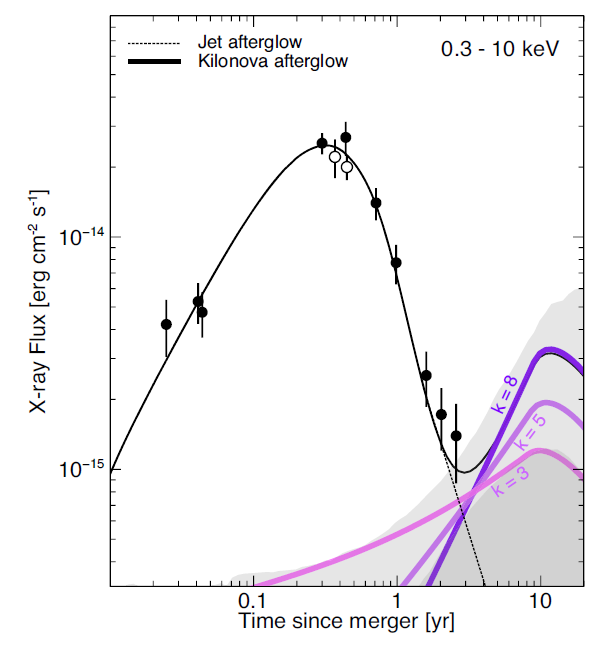 Jet afterglow
Kilonova afterglow
0.3 - 10 keV
X-ray Flux [erg cm⁻² s⁻¹]
10⁻¹⁴
10⁻¹⁵
k = 8
k = 5
k = 3
0.1 1 10
Time since merger [yr]